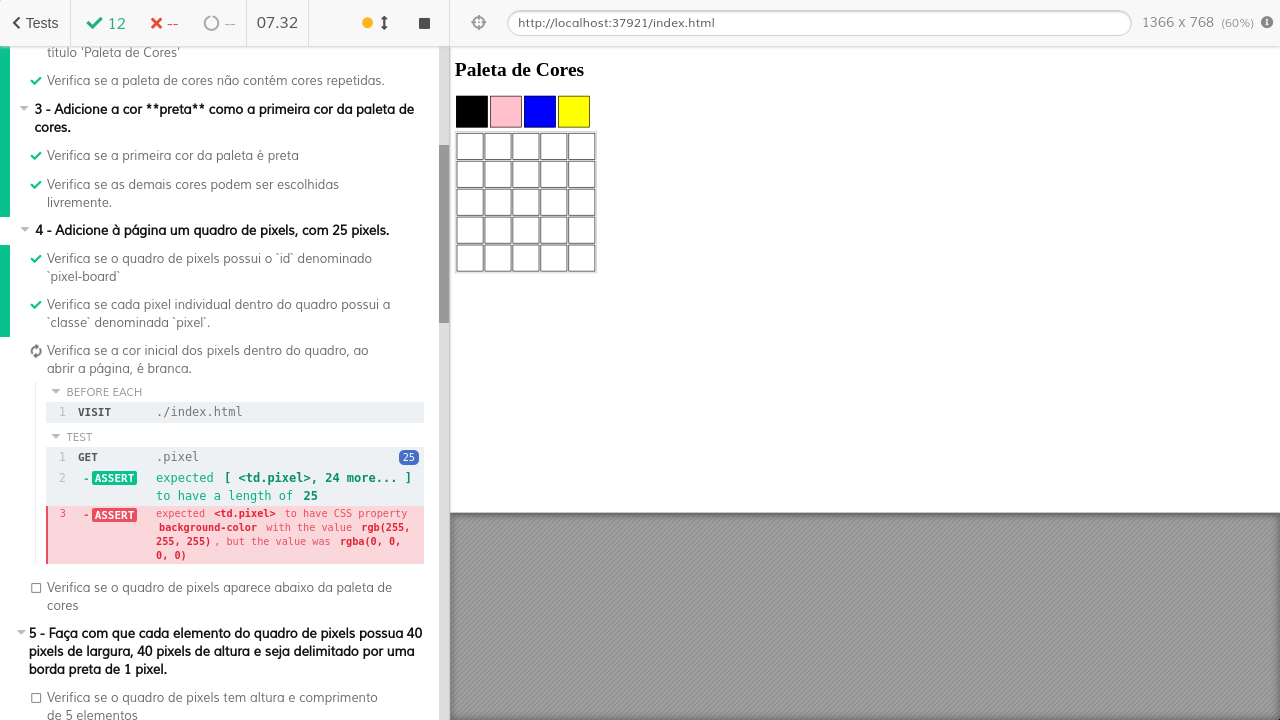 Tests
12
--
--
07.32
http://localhost:37921/index.html
1366 x 768 (60%)
título 'Paleta de Cores'
Verifica se a paleta de cores não contém cores repetidas.
3 - Adicione a cor **preta** como a primeira cor da paleta de
cores.
Verifica se a primeira cor da paleta é preta
Verifica se as demais cores podem ser escolhidas
livremente.
4 - Adicione à página um quadro de pixels, com 25 pixels.
Verifica se o quadro de pixels possui o `id` denominado
`pixel-board`
Verifica se cada pixel individual dentro do quadro possui a
`classe` denominada `pixel`.
Verifica se a cor inicial dos pixels dentro do quadro, ao
abrir a página, é branca.
BEFORE EACH
1 VISIT ./index.html
TEST
1 GET .pixel 25
2 -ASSERT expected [ <td.pixel>, 24 more... ]
to have a length of 25
3 -ASSERT expected <td.pixel> to have CSS property
background-color with the value rgb(255,
255, 255), but the value was rgba(0, 0,
0, 0)
Verifica se o quadro de pixels aparece abaixo da paleta de
cores
5 - Faça com que cada elemento do quadro de pixels possua 40
pixels de largura, 40 pixels de altura e seja delimitado por uma
borda preta de 1 pixel.
Verifica se o quadro de pixels tem altura e comprimento
de 5 elementos
Paleta de Cores